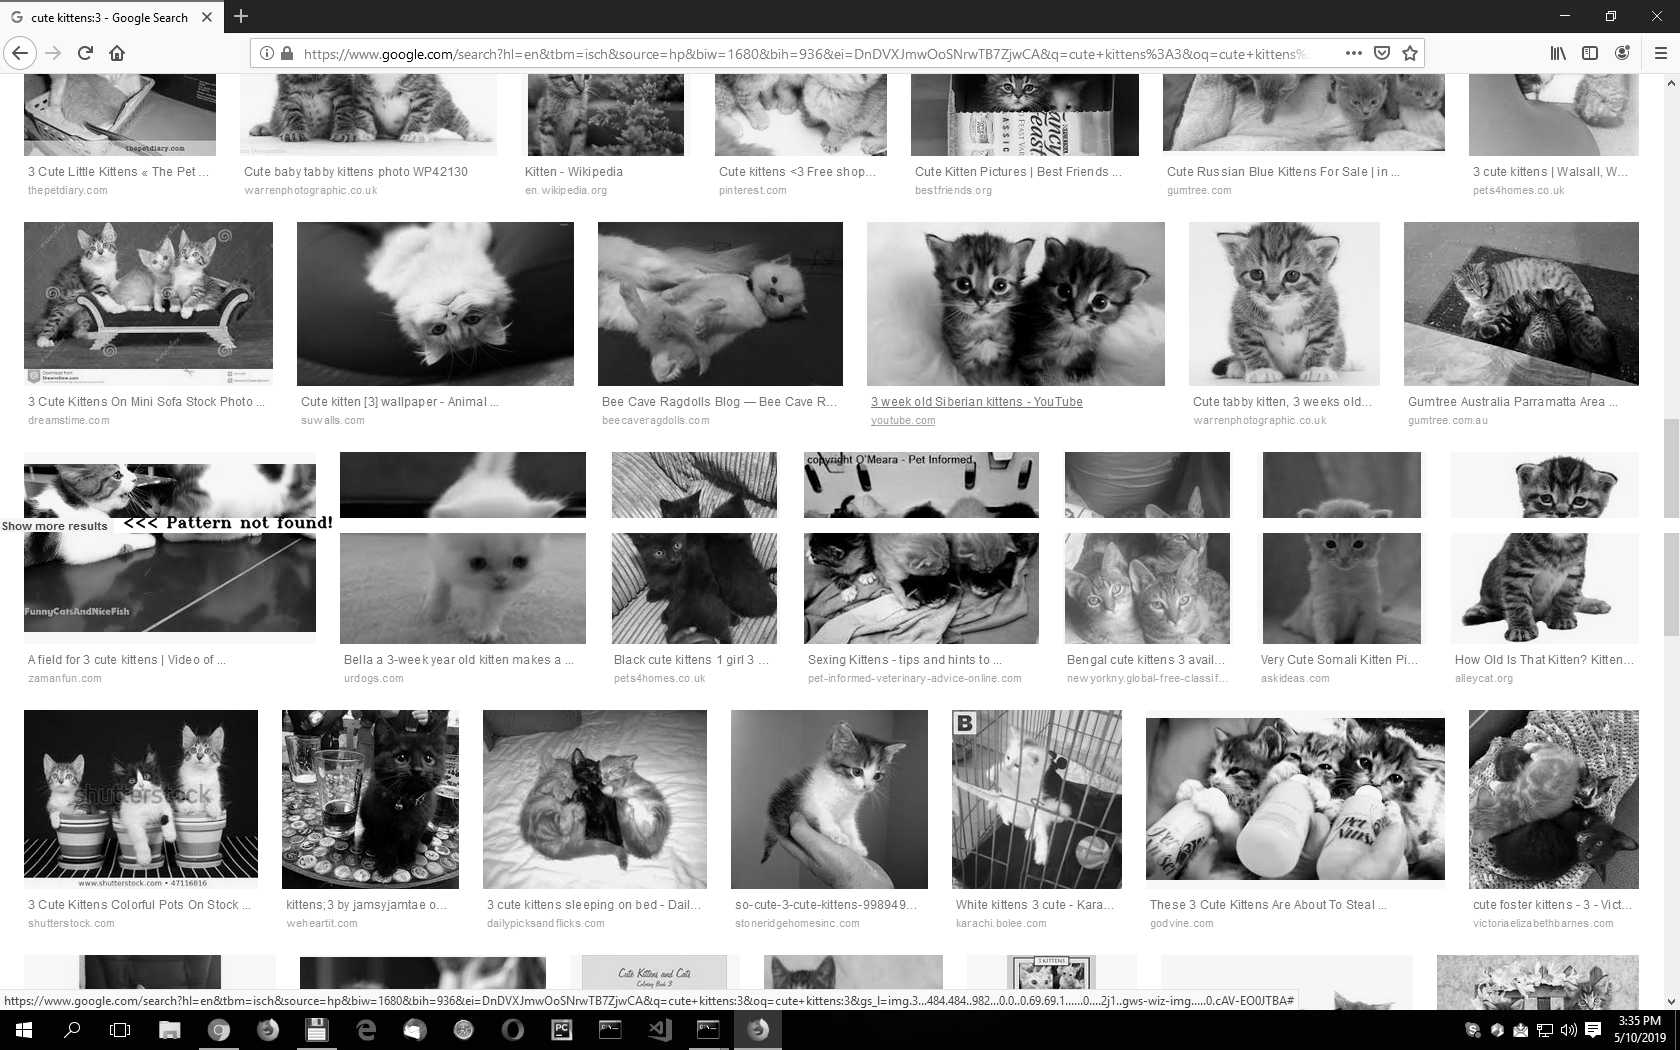 cute kittens:3 - Google Search
https://www.google.com/search?hl=en&tbm=isch&source=hp&biw=1680&bih=936&ei=DnDVXJmwOoSNrwTB7ZjwCA&q=cute+kittens%3A3&oq=cute+kittens%
thepetdiary.com
3 Cute Little Kittens « The Pet ...
thepetdiary.com
Cute baby tabby kittens photo WP42130
warrenphotographic.co.uk
Kitten - Wikipedia
en.wikipedia.org
Cute kittens <3 Free shop...
pinterest.com
Cute Kitten Pictures | Best Friends ...
bestfriends.org
Cute Russian Blue Kittens For Sale | in ...
gumtree.com
3 cute kittens | Walsall, W...
pets4homes.co.uk
3 Cute Kittens On Mini Sofa Stock Photo ...
dreamstime.com
Cute kitten [3] wallpaper - Animal ...
suwalls.com
Bee Cave Ragdolls Blog — Bee Cave R...
beecaveragdolls.com
3 week old Siberian kittens - YouTube
youtube.com
Cute tabby kitten, 3 weeks old...
warrenphotographic.co.uk
Gumtree Australia Parramatta Area ...
gumtree.com.au
copyright O'Meara - Pet Informed
Show more results
<<< Pattern not found!
FunnyCatsAndNiceFish
A field for 3 cute kittens | Video of ...
zamanfun.com
Bella a 3-week year old kitten makes a ...
urdogs.com
Black cute kittens 1 girl 3 ...
pets4homes.co.uk
Sexing Kittens - tips and hints to ...
pet-informed-veterinary-advice-online.com
Bengal cute kittens 3 avail...
newyorkny.global-free-classif...
Very Cute Somali Kitten Pi...
askideas.com
How Old Is That Kitten? Kitten...
alleycat.org
shutterstock
www.shutterstock.com • 47116816
B
3 Cute Kittens Colorful Pots On Stock ...
shutterstock.com
kittens;3 by jamsyjamtae o...
weheartit.com
3 cute kittens sleeping on bed - Dail...
dailypicksandflicks.com
so-cute-3-cute-kittens-998949...
stoneridgehomesinc.com
White kittens 3 cute - Kara...
karachi.bolee.com
These 3 Cute Kittens Are About To Steal ...
godvine.com
cute foster kittens - 3 - Vict...
victoriaelizabethbarnes.com
Cute Kittens and Cats
Coloring Book 3
3 KITTENS
https://www.google.com/search?hl=en&tbm=isch&source=hp&biw=1680&bih=936&ei=DnDVXJmwOoSNrwTB7ZjwCA&q=cute+kittens:3&oq=cute+kittens:3&gs_l=img.3...484.484..982...0.0..0.69.69.1......0....2j1..gws-wiz-img.....0.cAV-EO0JTBA#
3:35 PM
5/10/2019